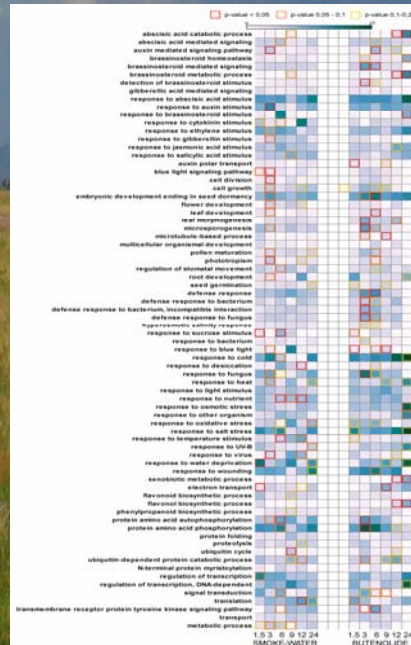 p-value < 0.05
p-value 0.05 - 0.1
p-value 0.1-0.2
abscisic acid catabolic process
abscisic acid mediated signaling
auxin mediated signaling pathway
brassinosteroid homeostasis
brassinosteroid mediated signaling
brassinosteroid metabolic process
detection of brassinosteroid stimulus
gibberellic acid mediated signaling
response to abscisic acid stimulus
response to auxin stimulus
response to brassinosteroid stimulus
response to cytokinin stimulus
response to ethylene stimulus
response to gibberellin stimulus
response to jasmonic acid stimulus
response to salicylic acid stimulus
auxin polar transport
blue light signaling pathway
cell division
cell growth
embryonic development ending in seed dormancy
flower development
leaf development
leaf morphogenesis
microsporogenesis
microtubule-based process
multicellular organismal development
pollen maturation
phototropism
regulation of stomatal movement
root development
seed germination
defense response
defense response to bacterium
defense response to bacterium, incompatible interaction
defense response to fungus
hyperosmotic salinity response
response to sucrose stimulus
response to bacterium
response to blue light
response to cold
response to desiccation
response to fungus
response to heat
response to light stimulus
response to nutrient
response to osmotic stress
response to other organism
response to oxidative stress
response to salt stress
response to temperature stimulus
response to UV-B
response to virus
response to water deprivation
response to wounding
xenobiotic metabolic process
electron transport
flavonoid biosynthetic process
flavonoid biosynthetic process
phenylpropanoid biosynthetic process
protein amino acid autophosphorylation
protein amino acid phosphorylation
protein folding
proteolysis
ubiquitin cycle
ubiquitin-dependent protein catabolic process
N-terminal protein myristoylation
regulation of transcription
regulation of transcription, DNA-dependent
signal transduction
translation
transmembrane receptor protein tyrosine kinase signaling pathway
transport
metabolic process
1,5 3 6 9 12 24 1,5 3 6 9 12 24
SMOKE-WATER BUTENOLIDE